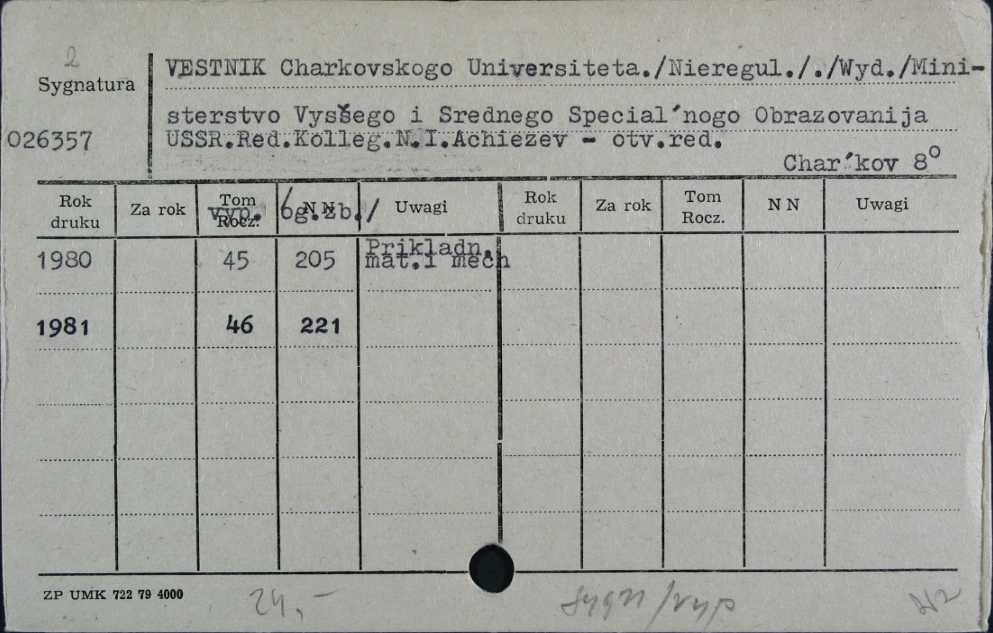 2
Sygnatura
026357
VESTNIK Charkovskogo Universiteta./Nieregul./. /Wyd./Mini-
sterstvo Vysšego i Srednego Special´nogo Obrazovanija
USSR.Red.Kolleg.N.I.Achiezev - otv.red.
Char´kov 8°
Rok druku Za rok Tom Rocz. N N Uwagi Rok druku Za rok Tom Rocz. N N Uwagi
vyp. /og.zb./
1980 45 205 Prikladn. mat.i mech
1981 46 221
ZP UMK 722 79 4000
24,-
sygn /vyp